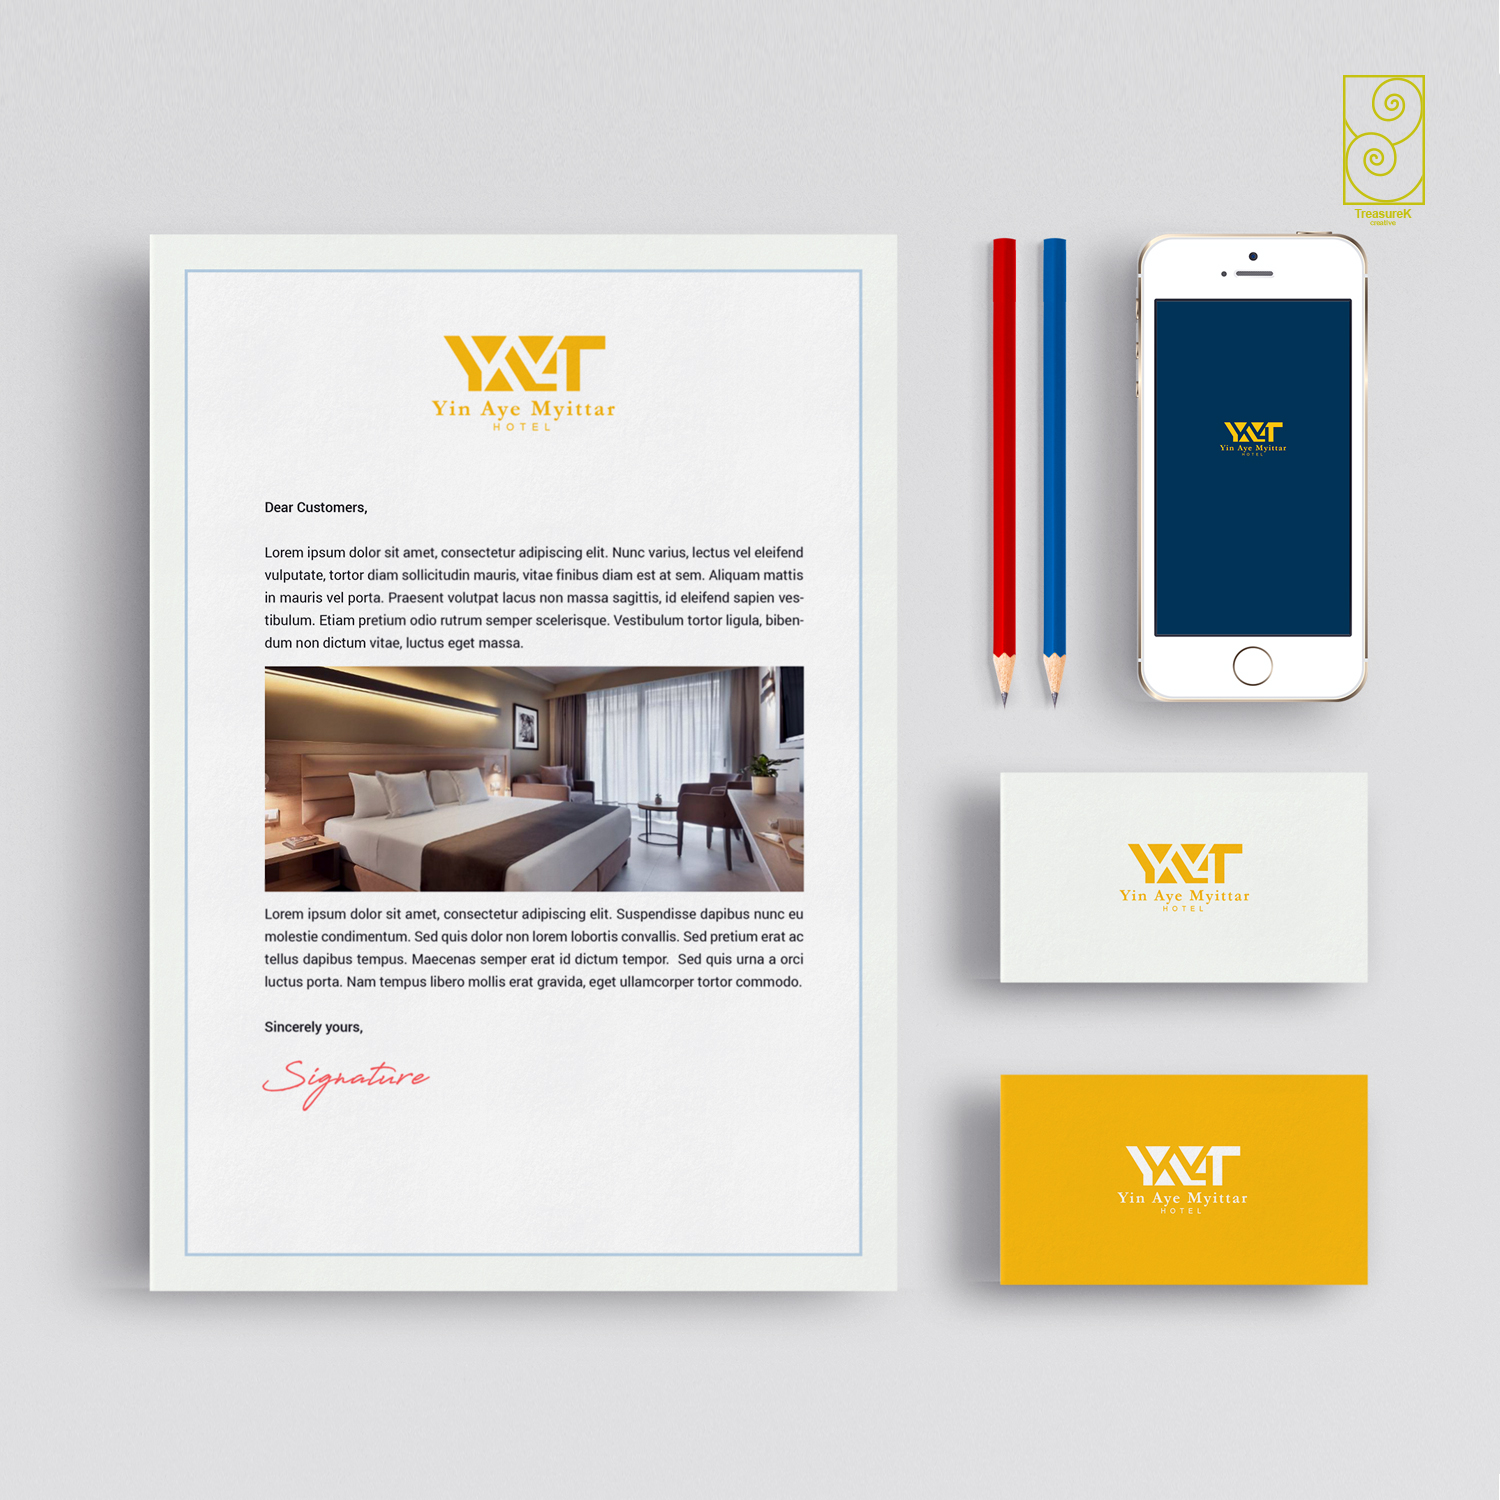 TreasureK
creative
YAMT
Yin Aye Myittar
HOTEL
Dear Customers,
Lorem ipsum dolor sit amet, consectetur adipiscing elit. Nunc varius, lectus vel eleifend
vulputate, tortor diam sollicitudin mauris, vitae finibus diam est at sem. Aliquam mattis
in mauris vel porta. Praesent volutpat lacus non massa sagittis, id eleifend sapien ves-
tibulum. Etiam pretium odio rutrum semper scelerisque. Vestibulum tortor ligula, biben-
dum non dictum vitae, luctus eget massa.
Lorem ipsum dolor sit amet, consectetur adipiscing elit. Suspendisse dapibus nunc eu
molestie condimentum. Sed quis dolor non lorem lobortis convallis. Sed pretium erat ac
tellus dapibus tempus. Maecenas semper erat id dictum tempor. Sed quis urna a orci
luctus porta. Nam tempus libero mollis erat gravida, eget ullamcorper tortor commodo.
Sincerely yours,
Signature
YAMT
Yin Aye Myittar
HOTEL
YAMT
Yin Aye Myittar
HOTEL
YAMT
Yin Aye Myittar
HOTEL